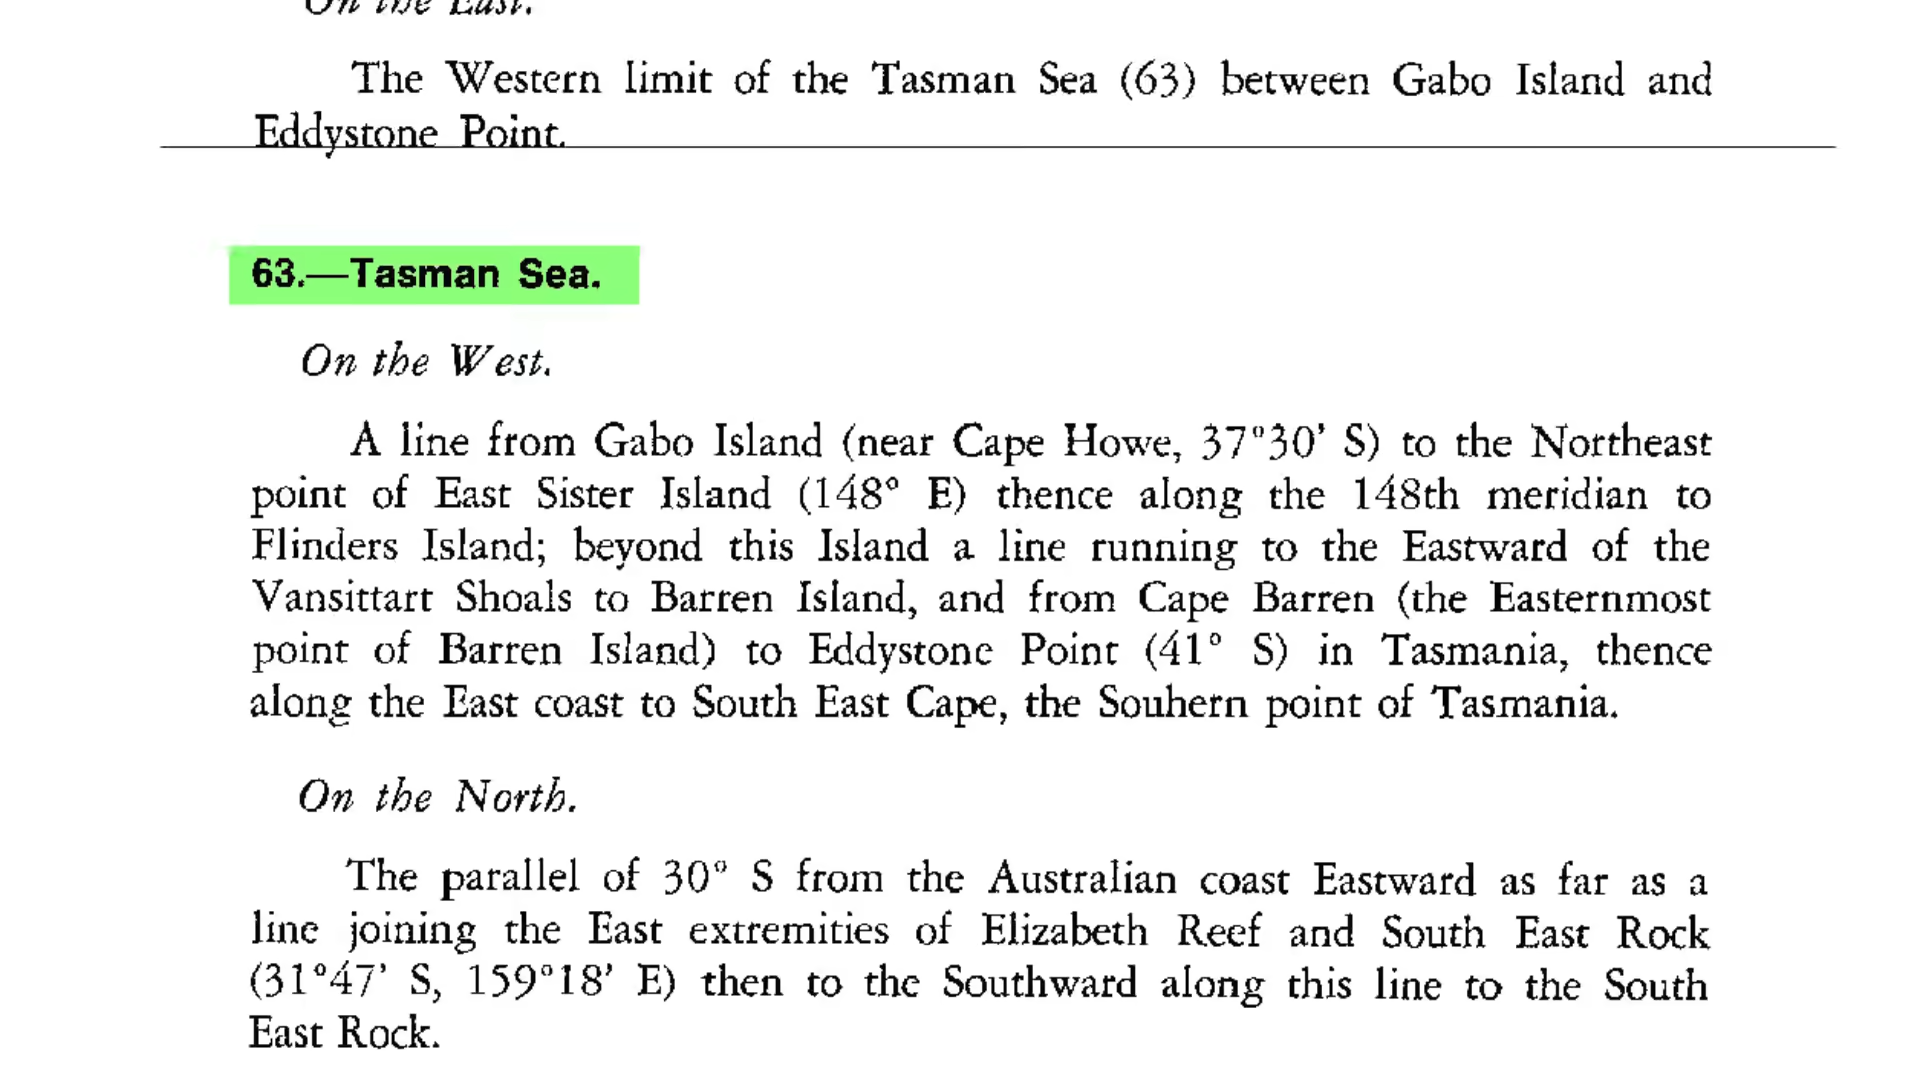 On the East.
The Western limit of the Tasman Sea (63) between Gabo Island and
Eddystone Point.
63.—Tasman Sea.
On the West.
A line from Gabo Island (near Cape Howe, 37°30' S) to the Northeast
point of East Sister Island (148° E) thence along the 148th meridian to
Flinders Island; beyond this Island a line running to the Eastward of the
Vansittart Shoals to Barren Island, and from Cape Barren (the Easternmost
point of Barren Island) to Eddystone Point (41° S) in Tasmania, thence
along the East coast to South East Cape, the Souhern point of Tasmania.
On the North.
The parallel of 30° S from the Australian coast Eastward as far as a
line joining the East extremities of Elizabeth Reef and South East Rock
(31°47' S, 159°18' E) then to the Southward along this line to the South
East Rock.